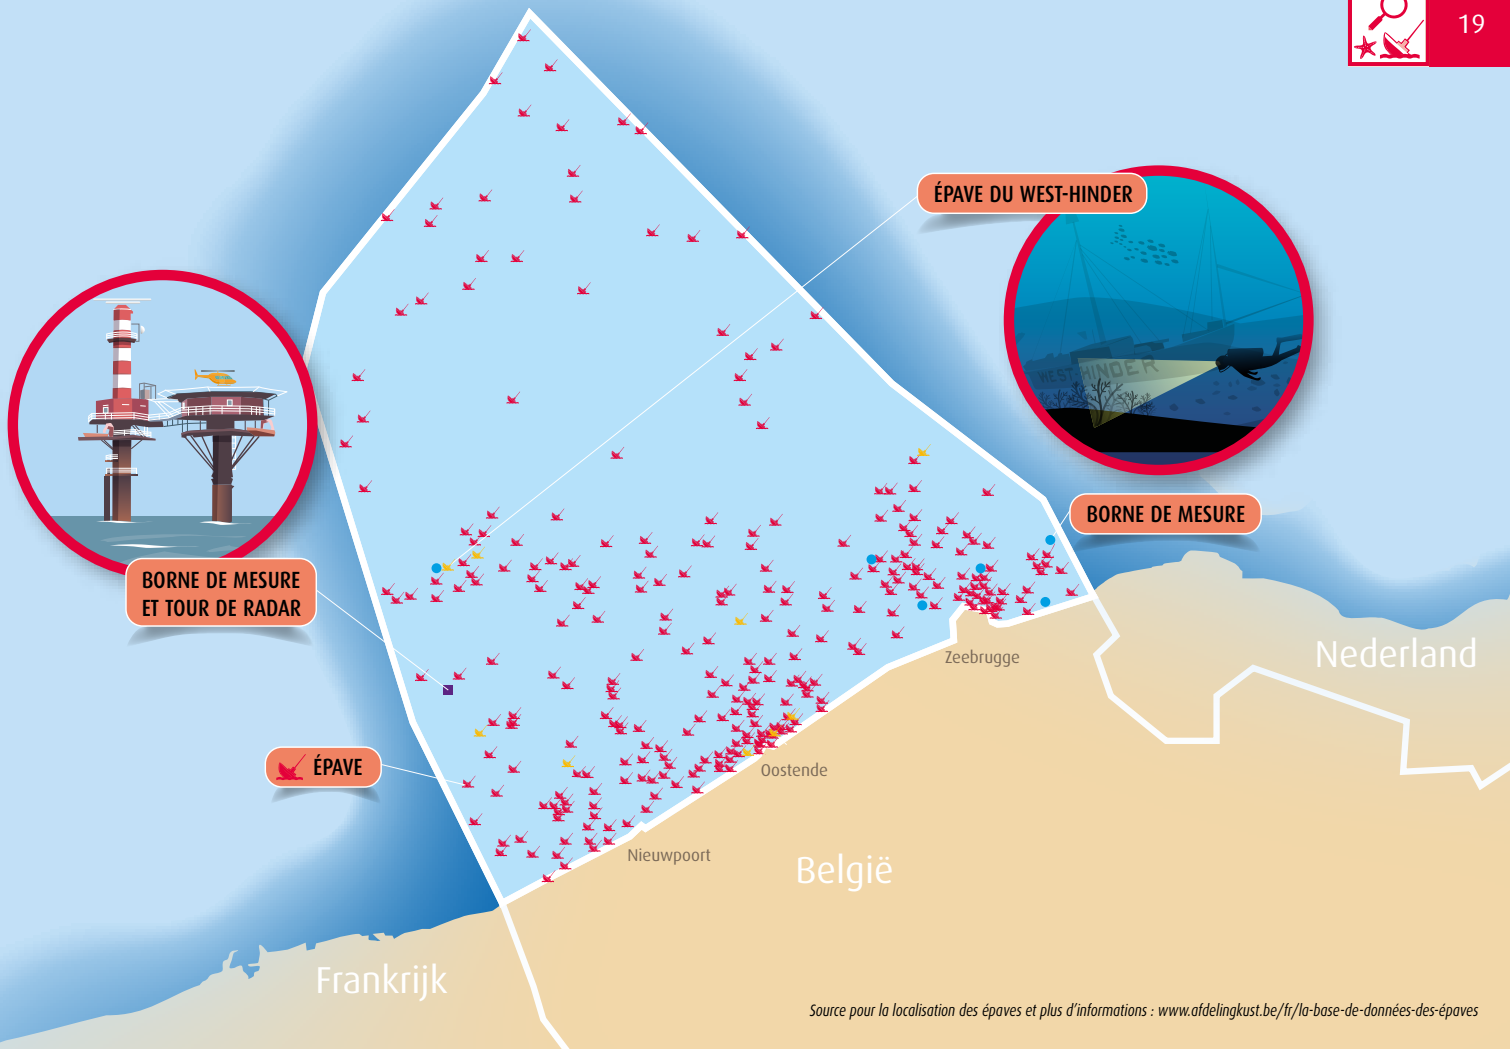 19
ÉPAVE DU WEST-HINDER
WEST-HINDER
BORNE DE MESURE
BORNE DE MESURE
ET TOUR DE RADAR
Nederland
Zeebrugge
ÉPAVE
Oostende
Nieuwpoort
België
Frankrijk
Source pour la localisation des épaves et plus d'informations : www.afdelingkust.be/fr/la-base-de-données-des-épaves